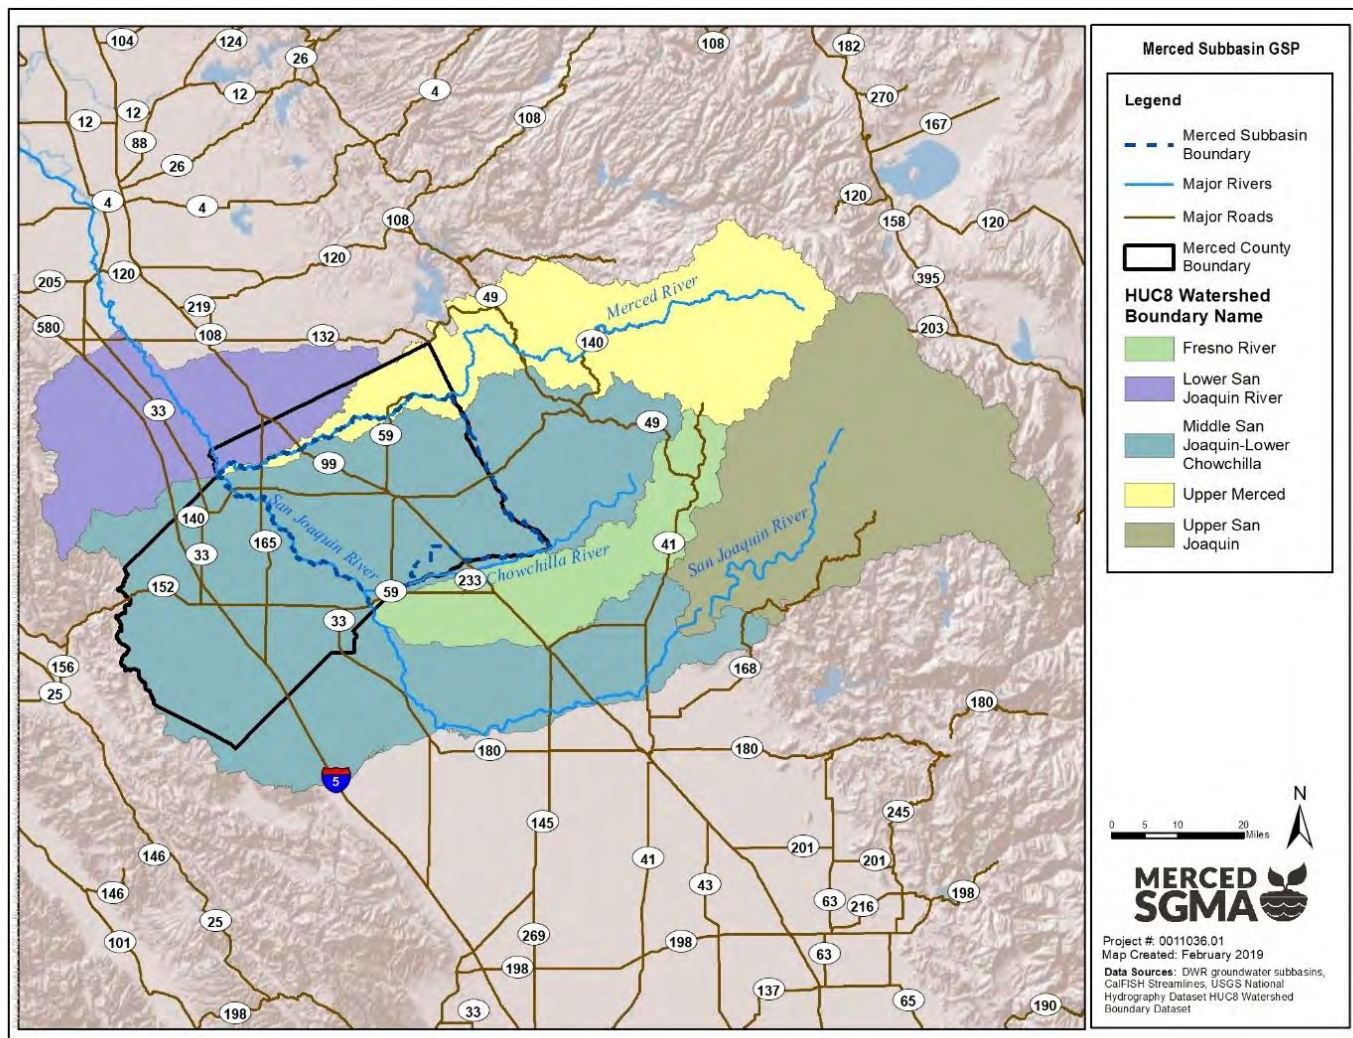 104
124
26
108
182
4
12
270
12
12
108
167
88
26
4
4
120
158
120
108
120
120
205
395
219
49
Merced River
580
132
108
140
203
33
59
49
99
San Joaquin River
140
165
33
41
San Joaquin River
Chowchilla River
233
152
59
33
156
168
25
180
180
180
5
145
245
41
201
201
146
43
198
146
63
216
25
269
198
101
63
198
137
65
33
198
190
Merced Subbasin GSP
Legend
Merced Subbasin
Boundary
Major Rivers
Major Roads
Merced County
Boundary
HUC8 Watershed
Boundary Name
Fresno River
Lower San
Joaquin River
Middle San
Joaquin-Lower
Chowchilla
Upper Merced
Upper San
Joaquin
N
0 5 10 20
Miles
MERCED
SGMA
Project #: 0011036.01
Map Created: February 2019
Data Sources: DWR groundwater subbasins,
CalFISH Streamlines, USGS National
Hydrography Dataset HUC8 Watershed
Boundary Dataset